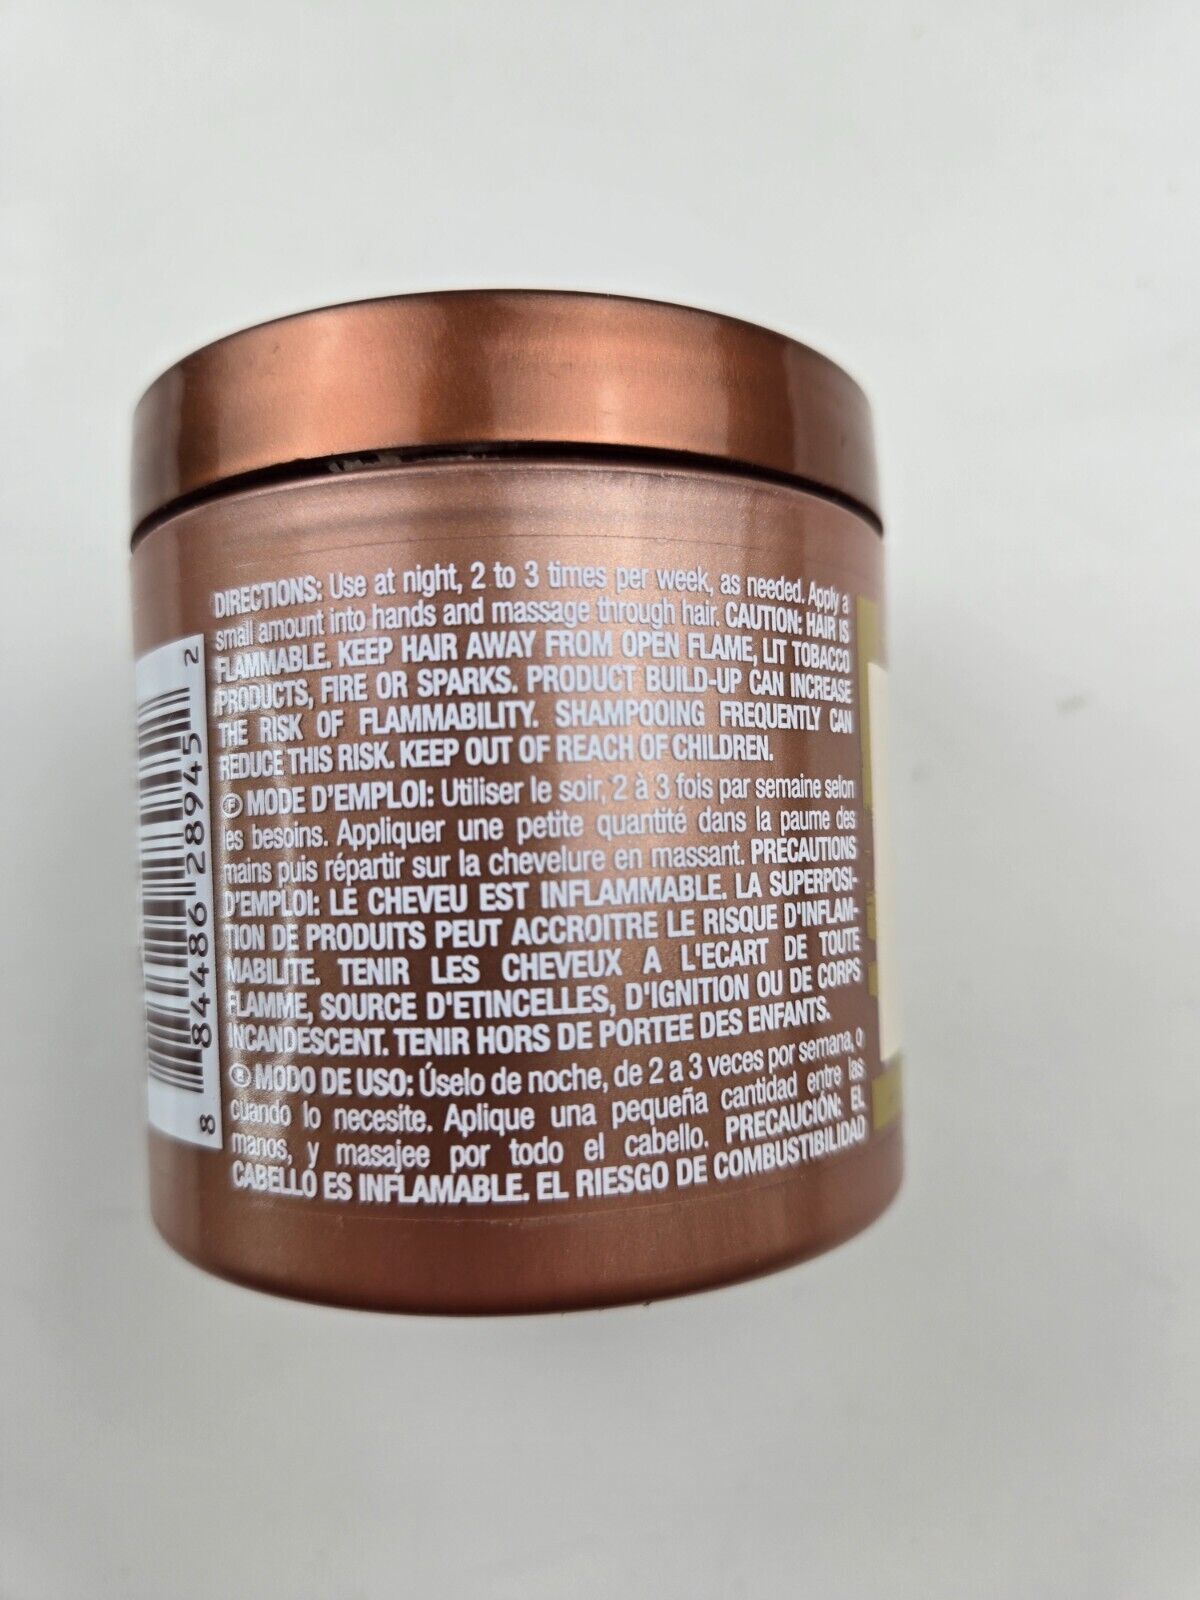 DIRECTIONS: Use at night, 2 to 3 times per week, as needed. Apply a
small amount into hands and massage through hair. CAUTION: HAIR IS
FLAMMABLE. KEEP HAIR AWAY FROM OPEN FLAME, LIT TOBACCO
PRODUCTS, FIRE OR SPARKS. PRODUCT BUILD-UP CAN INCREASE
THE RISK OF FLAMMABILITY. SHAMPOOING FREQUENTLY CAN
REDUCE THIS RISK. KEEP OUT OF REACH OF CHILDREN.
F MODE D'EMPLOI: Utiliser le soir, 2 à 3 fois par semaine selon
les besoins. Appliquer une petite quantité dans la paume des
mains puis répartir sur la chevelure en massant. PRECAUTIONS
D'EMPLOI: LE CHEVEU EST INFLAMMABLE. LA SUPERPOSI-
TION DE PRODUITS PEUT ACCROITRE LE RISQUE D'INFLAM-
MABILITE. TENIR LES CHEVEUX A L'ECART DE TOUTE
FLAMME, SOURCE D'ETINCELLES, D'IGNITION OU DE CORPS
INCANDESCENT. TENIR HORS DE PORTEE DES ENFANTS.
E MODO DE USO: Úselo de noche, de 2 a 3 veces por semana, o
cuando lo necesite. Aplique una pequeña cantidad entre las
manos, y masajee por todo el cabello. PRECAUCIÓN: EL
CABELLO ES INFLAMABLE. EL RIESGO DE COMBUSTIBILIDAD
8 84486 28945 2